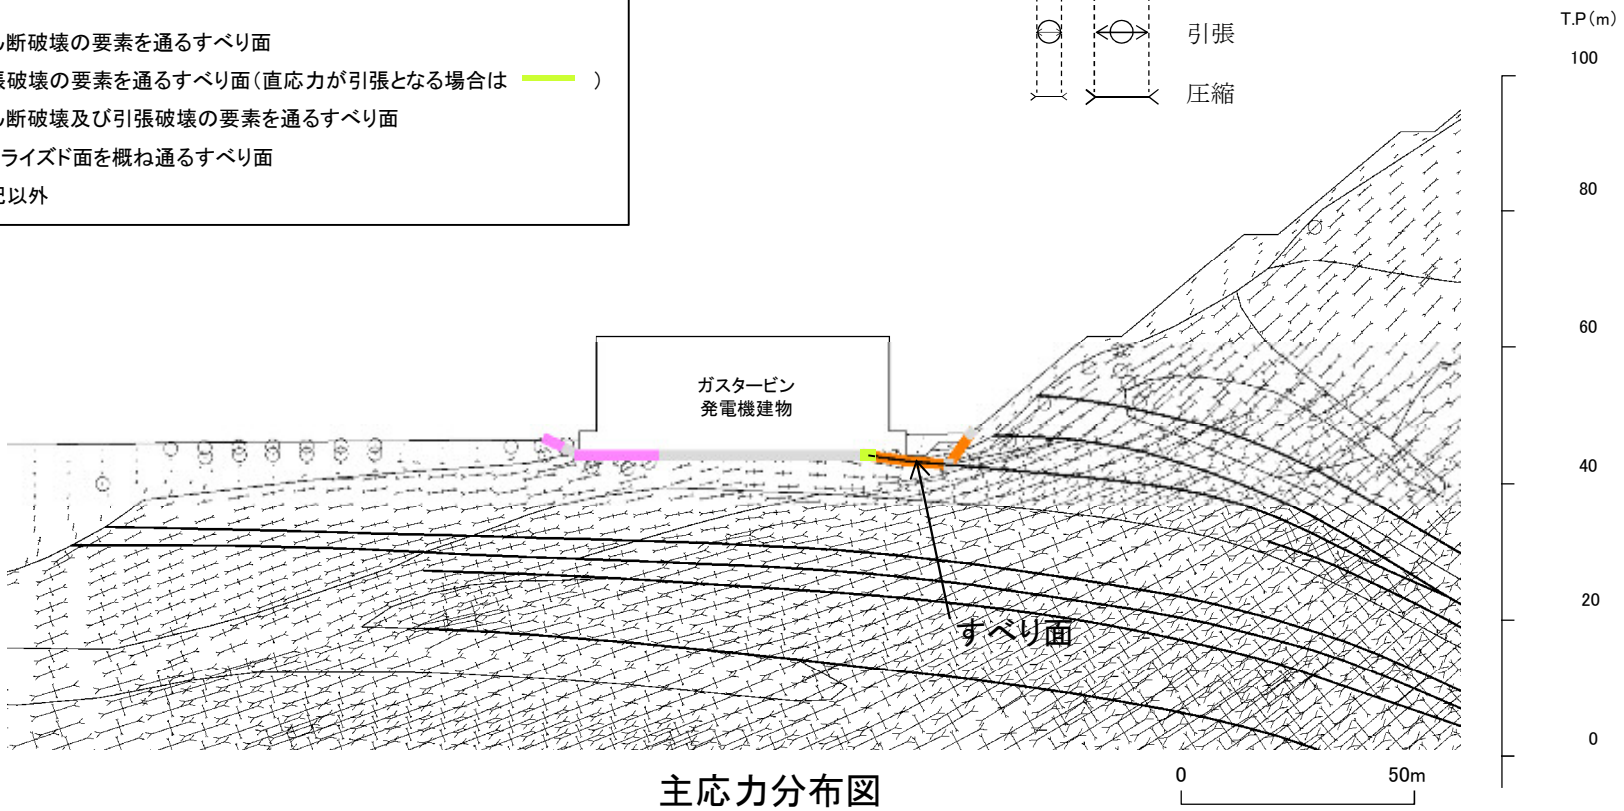 断破壊の要素を通るすべり面
破壊の要素を通るすべり面（直応力が引張となる場合は　　　）
断破壊及び引張破壊の要素を通るすべり面
ライズド面を概ね通るすべり面
以外
引張
圧縮
T.P（m）
100
80
60
40
20
0
ガスタービン
発電機建物
すべり面
主応力分布図
0
50m